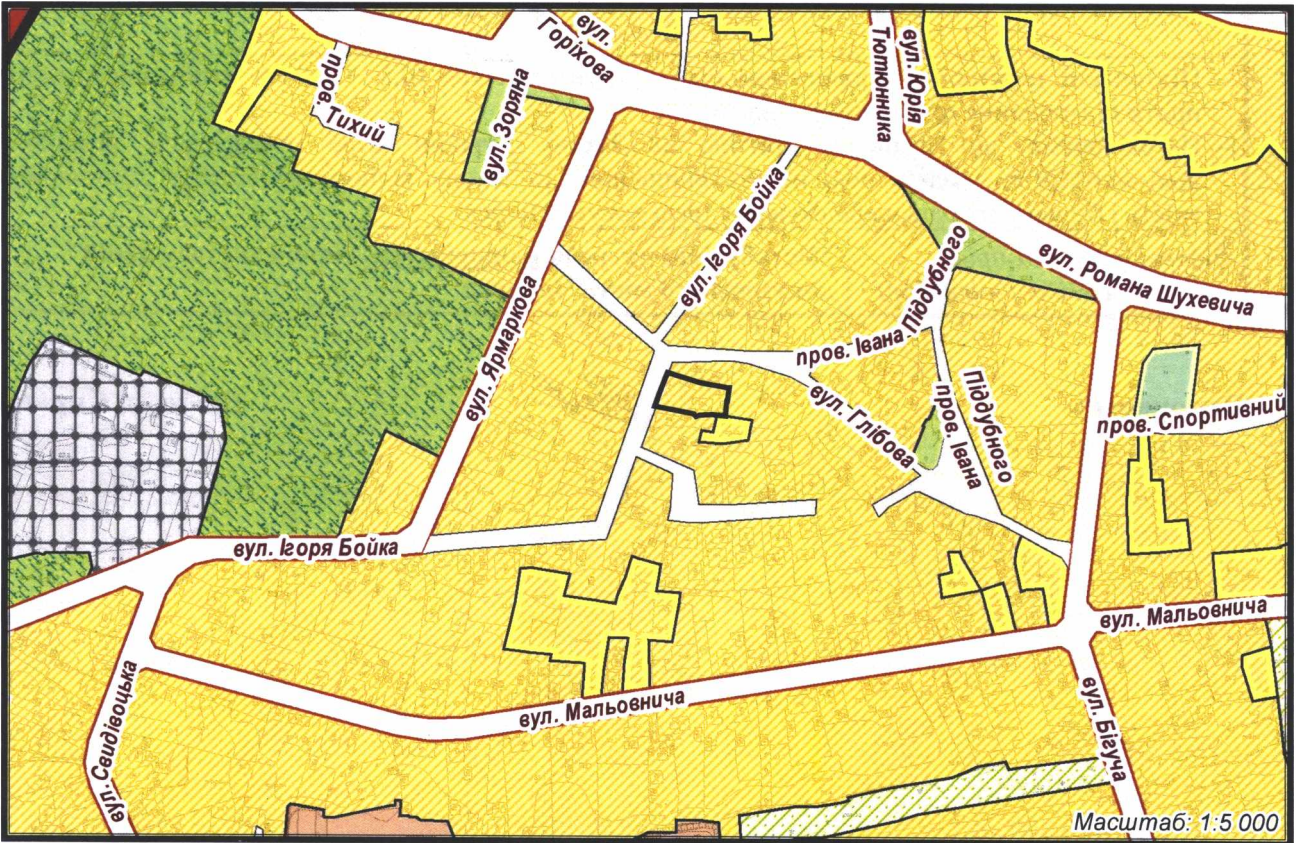 вул.
Горіхова
вул. Юрія
Тютюнника
пров.
Тихий
вул. Зоряна
вул. Ігоря Бойка
пров. Івана Піддубного
вул. Романа Шухевича
вул. Ярмаркова
вул. Глібова
пров. Івана
Піддубного
пров. Спортивний
вул. Ігоря Бойка
вул. Мальовнича
вул. Мальовнича
вул. Свидівоцька
вул. Бігуча
Масштаб: 1:5 000